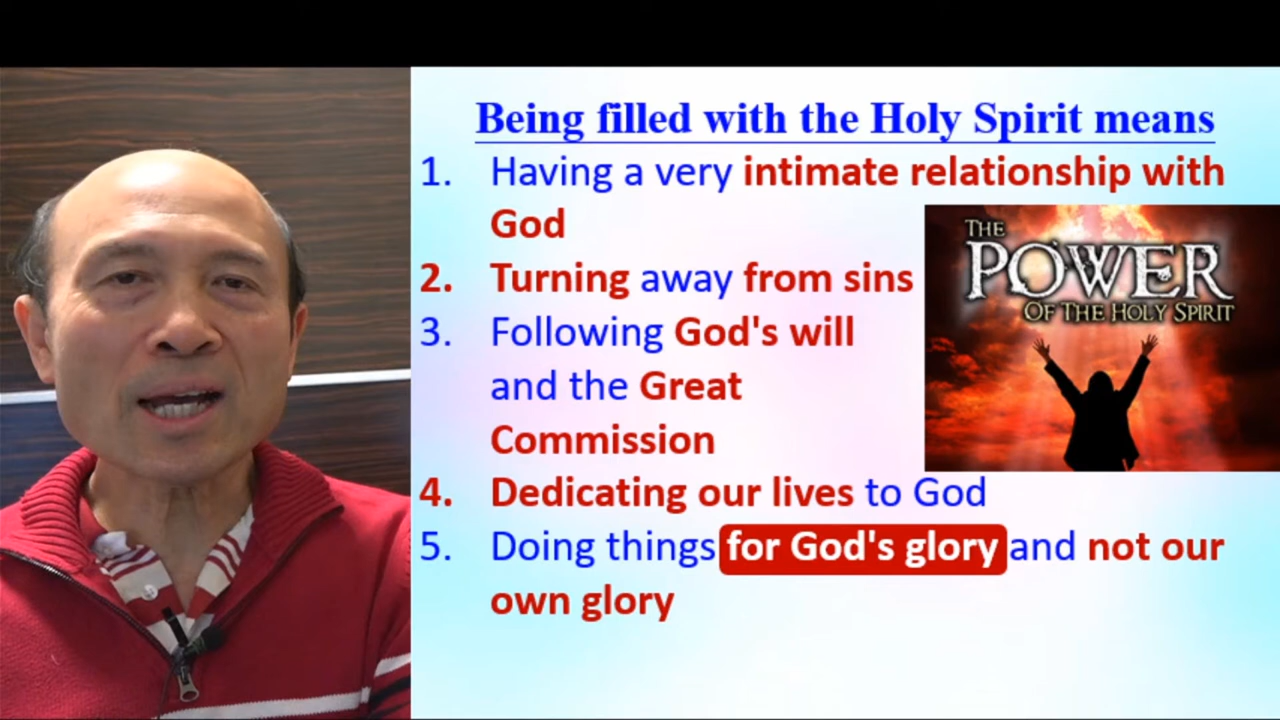 Being filled with the Holy Spirit means
1. Having a very intimate relationship with
God
2. Turning away from sins
3. Following God's will
and the Great
Commission
4. Dedicating our lives to God
5. Doing things for God's glory and not our
own glory
THE
POWER
OF THE HOLY SPIRIT